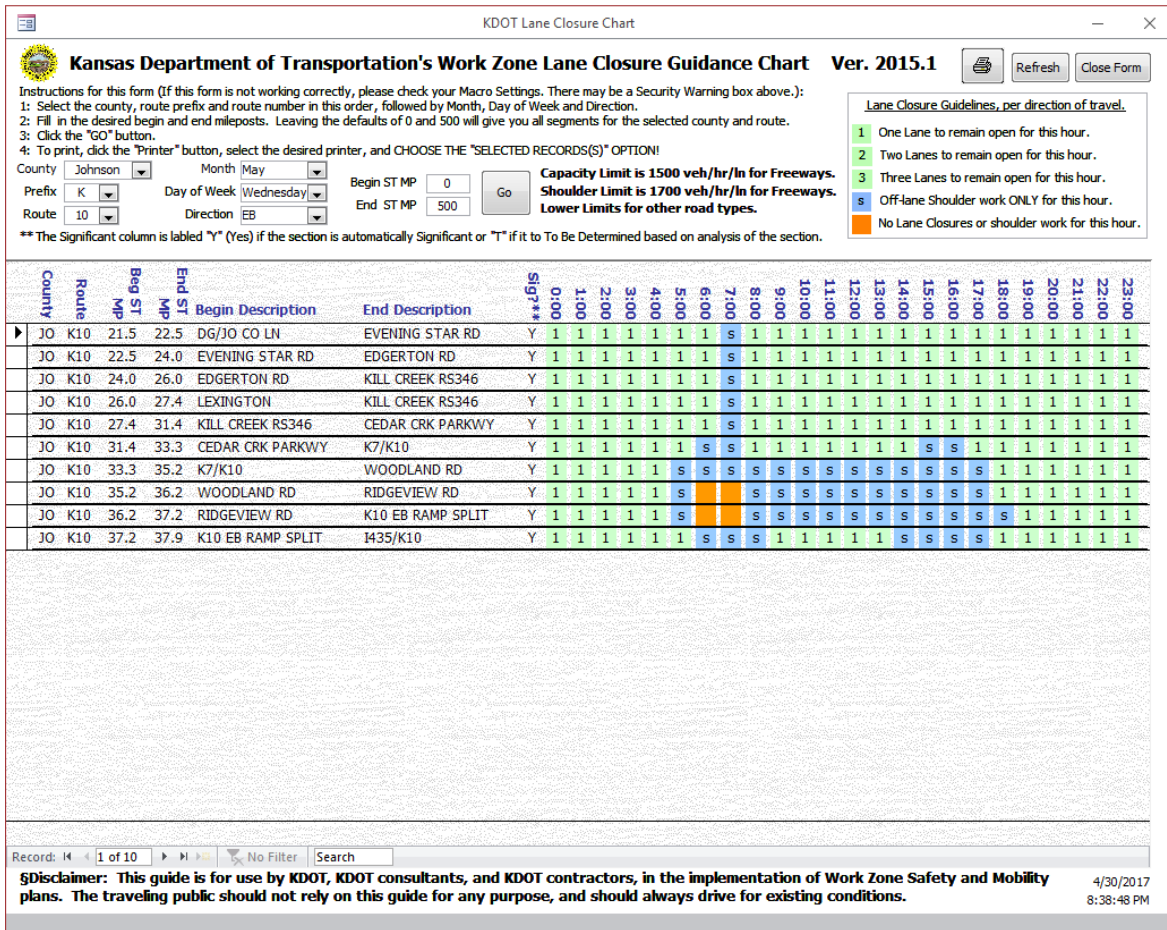 KDOT Lane Closure Chart
Kansas Department of Transportation's Work Zone Lane Closure Guidance Chart Ver. 2015.1 Refresh Close Form
Instructions for this form (If this form is not working correctly, please check your Macro Settings. There may be a Security Warning box above.):
1: Select the county, route prefix and route number in this order, followed by Month, Day of Week and Direction.
2: Fill in the desired begin and end mileposts. Leaving the defaults of 0 and 500 will give you all segments for the selected county and route.
3: Click the "GO" button.
4: To print, click the "Printer" button, select the desired printer, and CHOOSE THE "SELECTED RECORDS(S)" OPTION!
County Johnson Month May
Prefix K Day of Week Wednesday
Route 10 Direction EB
Begin ST MP 0
End ST MP 500
Go
Capacity Limit is 1500 veh/hr/ln for Freeways.
Shoulder Limit is 1700 veh/hr/ln for Freeways.
Lower Limits for other road types.
** The Significant column is labled "Y" (Yes) if the section is automatically Significant or "T" if it to To Be Determined based on analysis of the section.
Lane Closure Guidelines, per direction of travel.
1 One Lane to remain open for this hour.
2 Two Lanes to remain open for this hour.
3 Three Lanes to remain open for this hour.
s Off-lane Shoulder work ONLY for this hour.
No Lane Closures or shoulder work for this hour.
County Route Beg ST MP End ST MP Begin Description End Description Sig?** 0:00 1:00 2:00 3:00 4:00 5:00 6:00 7:00 8:00 9:00 10:00 11:00 12:00 13:00 14:00 15:00 16:00 17:00 18:00 19:00 20:00 21:00 22:00 23:00
JO K10 21.5 22.5 DG/JO CO LN EVENING STAR RD Y 1 1 1 1 1 1 1 s 1 1 1 1 1 1 1 1 1 1 1 1 1 1 1 1
JO K10 22.5 24.0 EVENING STAR RD EDGERTON RD Y 1 1 1 1 1 1 1 s 1 1 1 1 1 1 1 1 1 1 1 1 1 1 1 1
JO K10 24.0 26.0 EDGERTON RD KILL CREEK RS346 Y 1 1 1 1 1 1 1 s 1 1 1 1 1 1 1 1 1 1 1 1 1 1 1 1
JO K10 26.0 27.4 LEXINGTON KILL CREEK RS346 Y 1 1 1 1 1 1 1 s 1 1 1 1 1 1 1 1 1 1 1 1 1 1 1 1
JO K10 27.4 31.4 KILL CREEK RS346 CEDAR CRK PARKWY Y 1 1 1 1 1 1 1 s 1 1 1 1 1 1 1 1 1 1 1 1 1 1 1 1
JO K10 31.4 33.3 CEDAR CRK PARKWY K7/K10 Y 1 1 1 1 1 1 s s 1 1 1 1 1 1 1 s s 1 1 1 1 1 1 1
JO K10 33.3 35.2 K7/K10 WOODLAND RD Y 1 1 1 1 1 s s s s s s s s s s s s s 1 1 1 1 1 1
JO K10 35.2 36.2 WOODLAND RD RIDGEVIEW RD Y 1 1 1 1 1 s s s s s s s s s s s 1 1 1 1 1 1
JO K10 36.2 37.2 RIDGEVIEW RD K10 EB RAMP SPLIT Y 1 1 1 1 1 s s s s s s s s s s s s 1 1 1 1 1
JO K10 37.2 37.9 K10 EB RAMP SPLIT I435/K10 Y 1 1 1 1 1 1 s s s 1 1 1 1 1 s s s s 1 1 1 1 1 1
Record: 1 of 10 No Filter Search
§Disclaimer: This guide is for use by KDOT, KDOT consultants, and KDOT contractors, in the implementation of Work Zone Safety and Mobility
plans. The traveling public should not rely on this guide for any purpose, and should always drive for existing conditions.
4/30/2017
8:38:48 PM